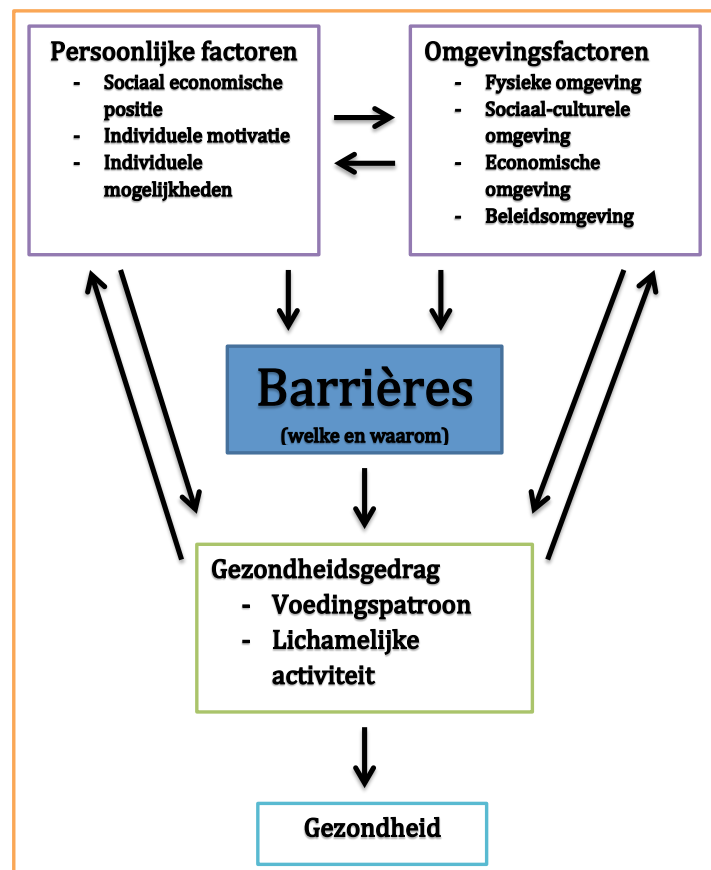 Persoonlijke factoren
- Sociaal economische
positie
- Individuele motivatie
- Individuele
mogelijkheden
Omgevingsfactoren
- Fysieke omgeving
- Sociaal-culturele
omgeving
- Economische
omgeving
- Beleidsomgeving
Barrières
(welke en waarom)
Gezondheidsgedrag
- Voedingspatroon
- Lichamelijke
activiteit
Gezondheid